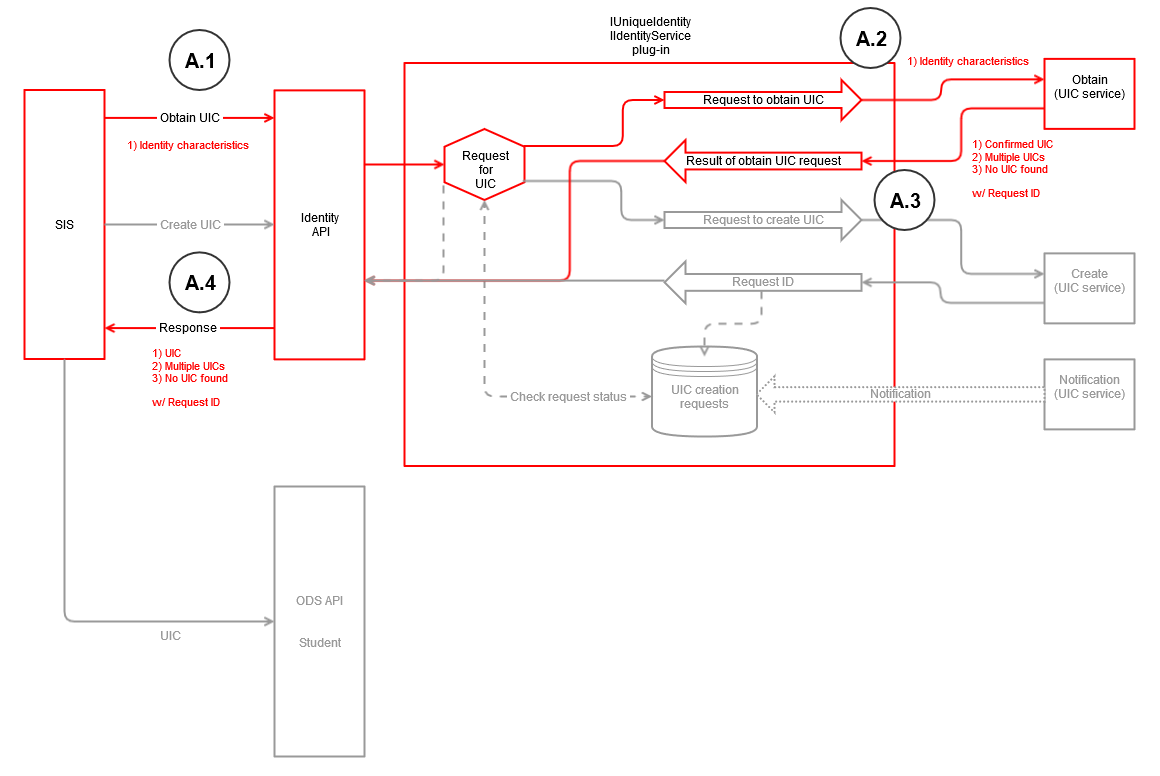 IUniqueIdentity
IIdentityService
plug-in
A.1
A.2
1) Identity characteristics
Obtain
(UIC service)
Obtain UIC
1) Identity characteristics
Request to obtain UIC
Request
for
UIC
Result of obtain UIC request
1) Confirmed UIC
2) Multiple UICs
3) No UIC found
w/ Request ID
SIS
Create UIC
Identity
API
Request to create UIC
A.3
A.4
Request ID
Create
(UIC service)
Response
1) UIC
2) Multiple UICs
3) No UIC found
w/ Request ID
Check request status
UIC creation
requests
Notification
Notification
(UIC service)
ODS API
Student
UIC